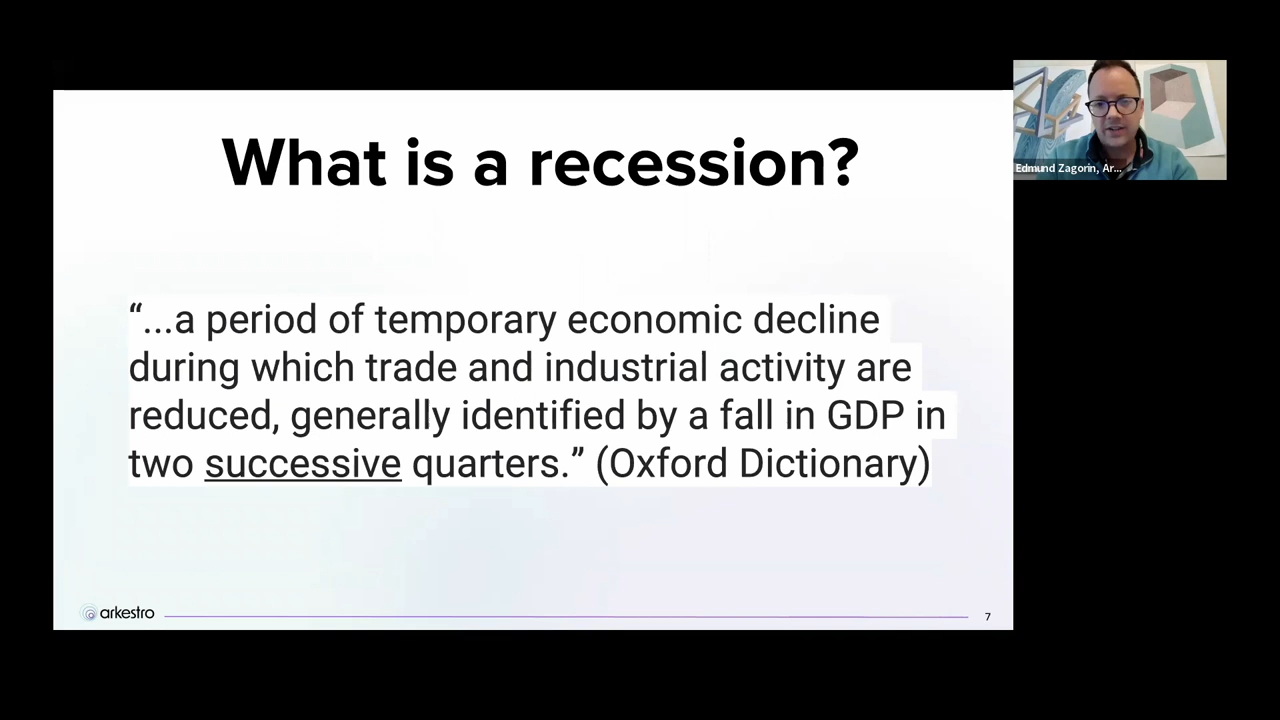 What is a recession?
“...a period of temporary economic decline
during which trade and industrial activity are
reduced, generally identified by a fall in GDP in
two successive quarters.” (Oxford Dictionary)
arkestro
7
Edmund Zagorin, Ar...